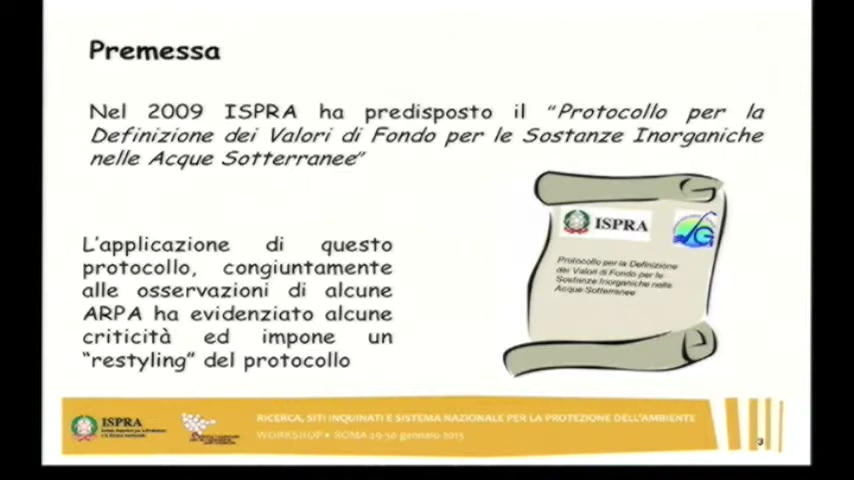 Premessa
Nel 2009 ISPRA ha predisposto il "Protocollo per la
Definizione dei Valori di Fondo per le Sostanze Inorganiche
nelle Acque Sotterranee"
ISPRA
Protocollo per la Definizione
dei Valori di Fondo per le
Sostanze Inorganiche nelle
Acque Sotterranee
L'applicazione di questo
protocollo, congiuntamente
alle osservazioni di alcune
ARPA ha evidenziato alcune
criticità ed impone un
"restyling" del protocollo
ISPRA
RICERCA, SITI INQUINATI E SISTEMA NAZIONALE PER LA PROTEZIONE DELL'AMBIENTE
WORKSHOP • ROMA 29-30 gennaio 2015
3